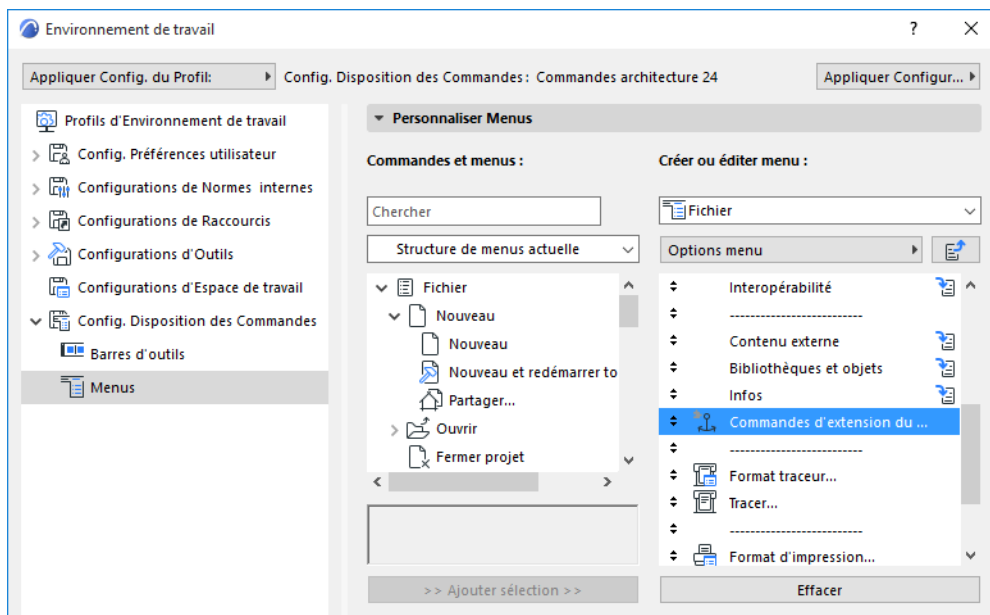 Environnement de travail
Appliquer Config. du Profil:
Config. Disposition des Commandes: Commandes architecture 24
Appliquer Configur...
Profils d'Environnement de travail
Config. Préférences utilisateur
Configurations de Normes internes
Configurations de Raccourcis
Configurations d'Outils
Configurations d'Espace de travail
Config. Disposition des Commandes
Barres d'outils
Menus
Personnaliser Menus
Commandes et menus :
Chercher
Structure de menus actuelle
Fichier
Nouveau
Nouveau
Nouveau et redémarrer to
Partager...
Ouvrir
Fermer projet
>> Ajouter sélection >>
Créer ou éditer menu :
Fichier
Options menu
Interopérabilité
--------------------------
Contenu externe
Bibliothèques et objets
Infos
Commandes d'extension du ...
--------------------------
Format traceur...
Tracer...
--------------------------
Format d'impression...
Effacer